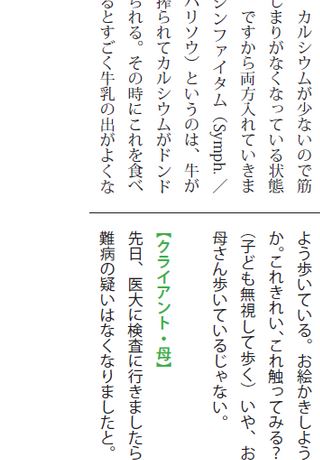 カルシウムが少ないので筋
しまりがなくなっている状態
ですから両方入れていきま
シンファイタム（Symph.／
バリソウ）というのは、牛が
搾られてカルシウムがドンド
られる。その時にこれを食べ
るとすごく牛乳の出がよくな
よう歩いている。お絵かきしよう
か。これきれい、これ触ってみる？
（子ども無視して歩く）いや、お
母さん歩いているじゃない。
【クライアント・母】
先日、医大に検査に行きましたら
難病の疑いはなくなりましたと。